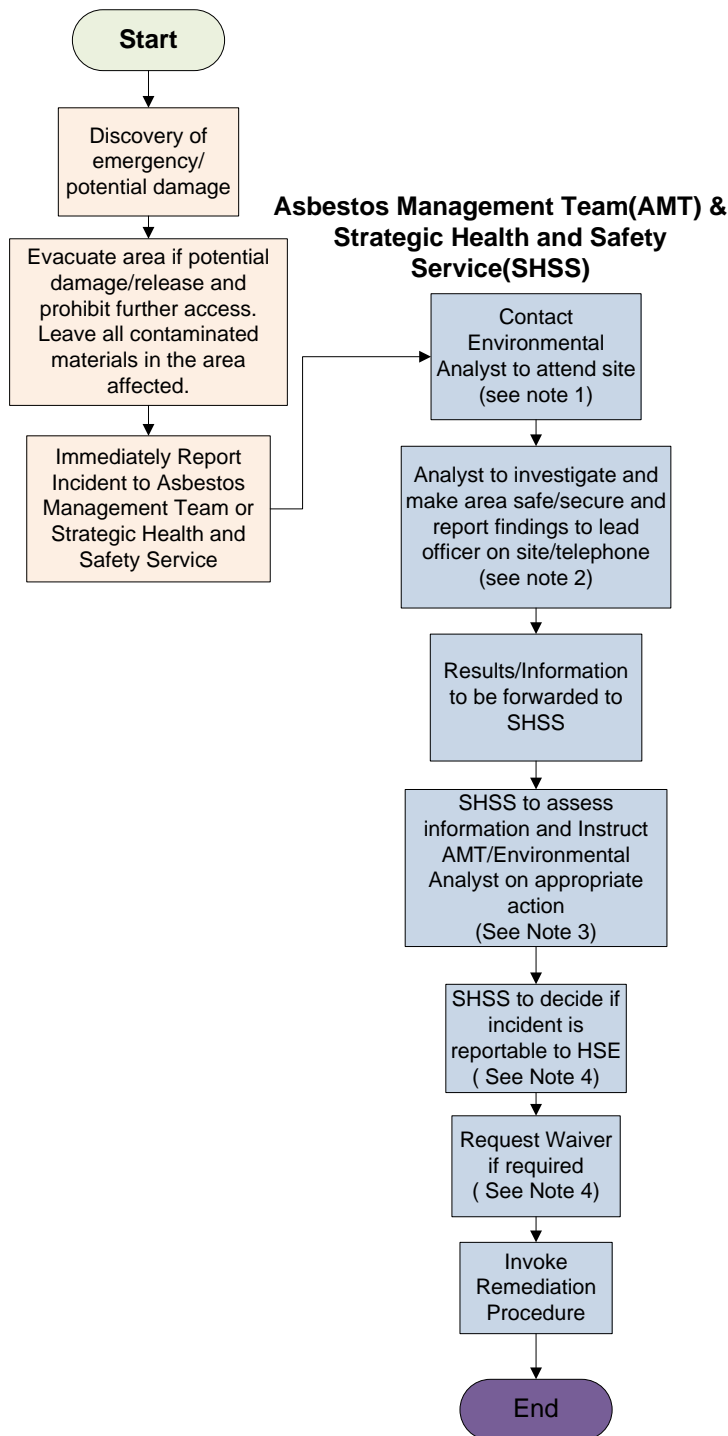 Start
Discovery of
emergency/
potential damage
Evacuate area if potential
damage/release and
prohibit further access.
Leave all contaminated
materials in the area
affected.
Immediately Report
Incident to Asbestos
Management Team or
Strategic Health and
Safety Service
Asbestos Management Team(AMT) &
Strategic Health and Safety
Service(SHSS)
Contact
Environmental
Analyst to attend site
(see note 1)
Analyst to investigate and
make area safe/secure and
report findings to lead
officer on site/telephone
(see note 2)
Results/Information
to be forwarded to
SHSS
SHSS to assess
information and Instruct
AMT/Environmental
Analyst on appropriate
action
(See Note 3)
SHSS to decide if
incident is
reportable to HSE
( See Note 4)
Request Waiver
if required
( See Note 4)
Invoke
Remediation
Procedure
End